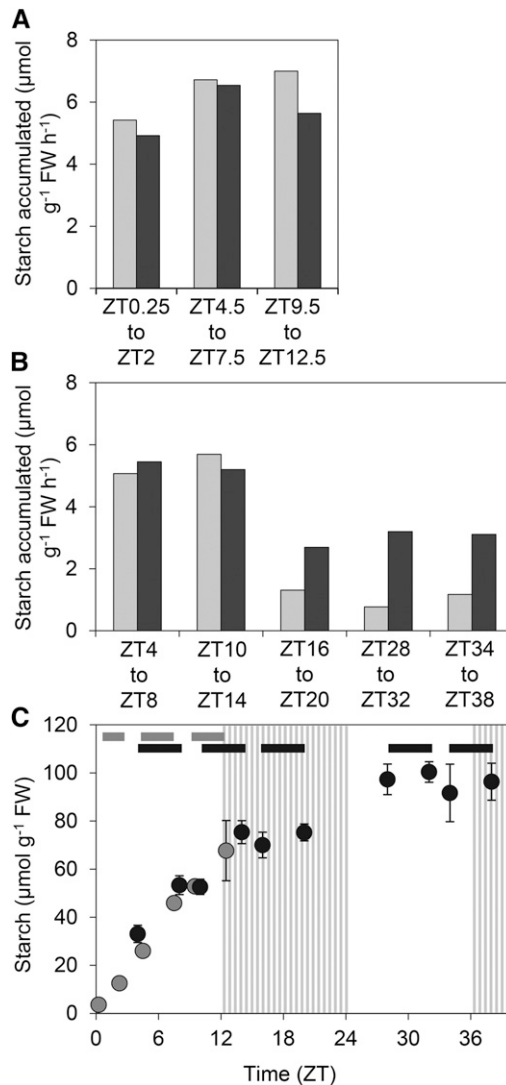 A
Starch accumulated (µmol
g⁻¹ FW h⁻¹)
8
6
4
2
0
ZT0.25 ZT4.5 ZT9.5
to to to
ZT2 ZT7.5 ZT12.5
B
Starch accumulated (µmol
g⁻¹ FW h⁻¹)
8
6
4
2
0
ZT4 ZT10 ZT16 ZT28 ZT34
to to to to to
ZT8 ZT14 ZT20 ZT32 ZT38
C
Starch (µmol g⁻¹ FW)
120
100
80
60
40
20
0
0 6 12 18 24 30 36
Time (ZT)